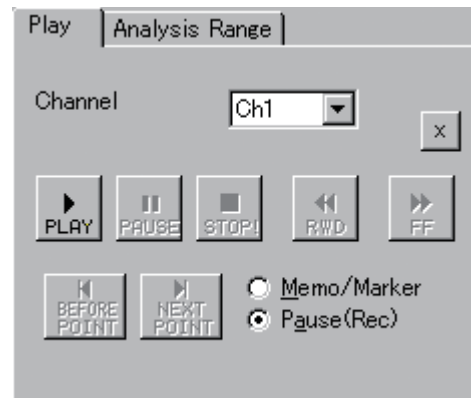 Play Analysis Range
Channel Ch1
x
PLAY PAUSE STOP! RWD FF
BEFORE POINT NEXT POINT
Memo/Marker
Pause(Rec)